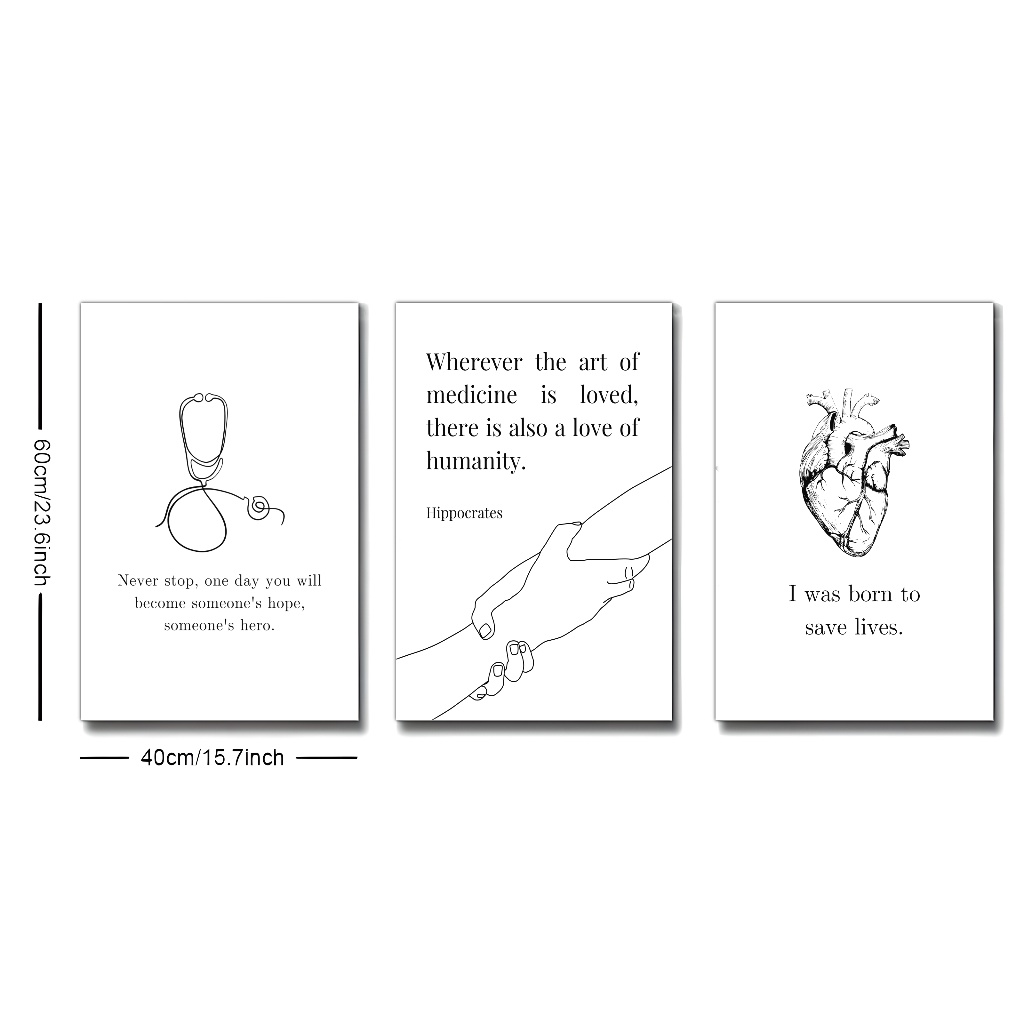 60cm/23.6inch
Never stop, one day you will
become someone's hope,
someone's hero.
Wherever the art of
medicine is loved,
there is also a love of
humanity.
Hippocrates
I was born to
save lives.
40cm/15.7inch